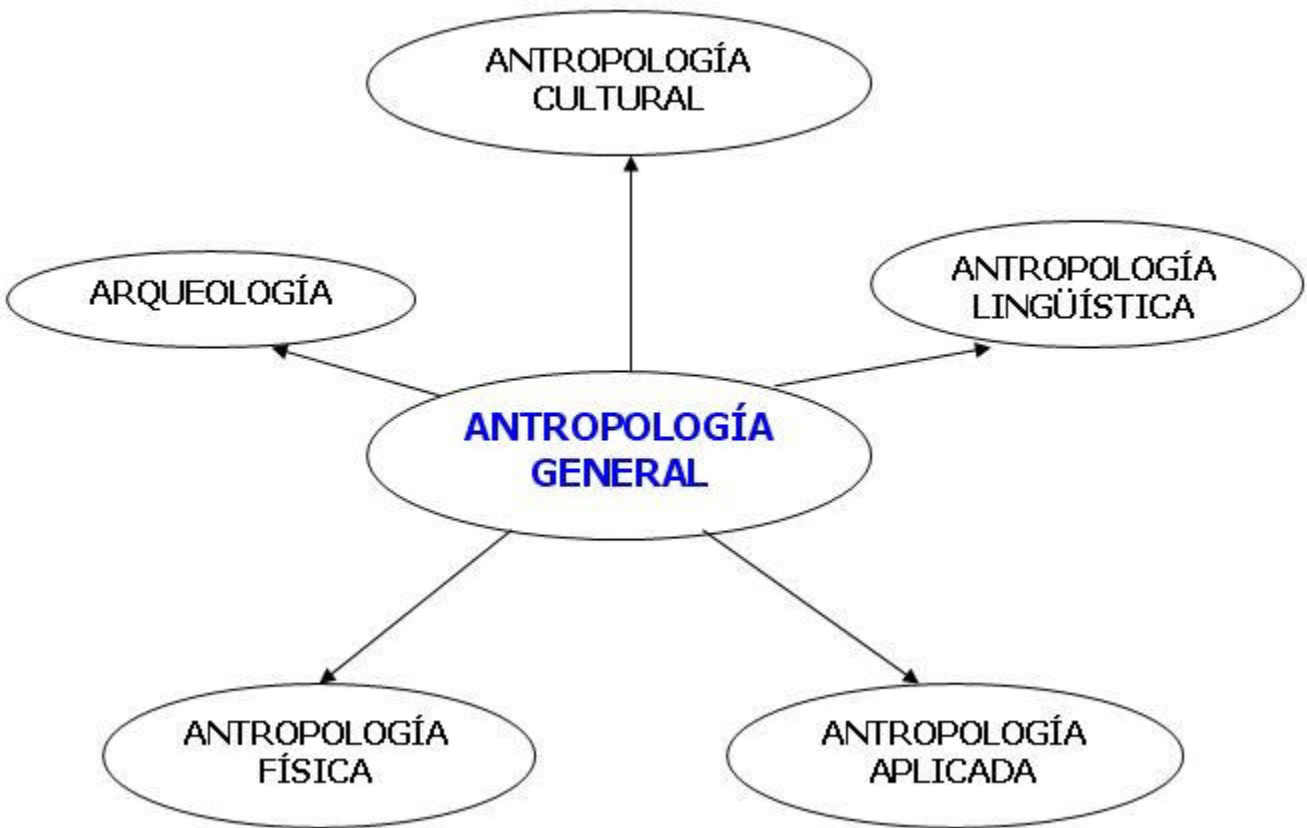 ANTROPOLOGÍA
CULTURAL
ARQUEOLOGÍA
ANTROPOLOGÍA
LINGÜÍSTICA
ANTROPOLOGÍA
GENERAL
ANTROPOLOGÍA
FÍSICA
ANTROPOLOGÍA
APLICADA